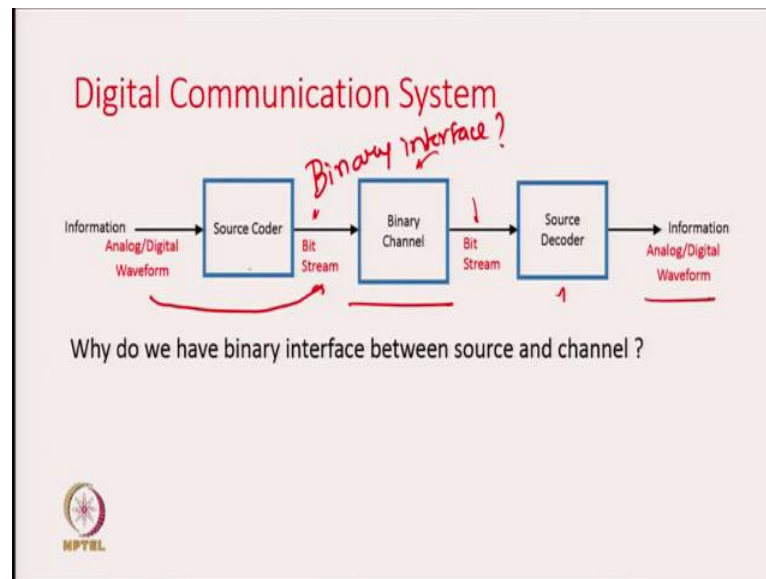 Digital Communication System
Binary interface?
Information
Analog/Digital
Waveform
Source Coder
Bit
Stream
Binary
Channel
Bit
Stream
Source
Decoder
Information
Analog/Digital
Waveform
Why do we have binary interface between source and channel ?
NPTEL